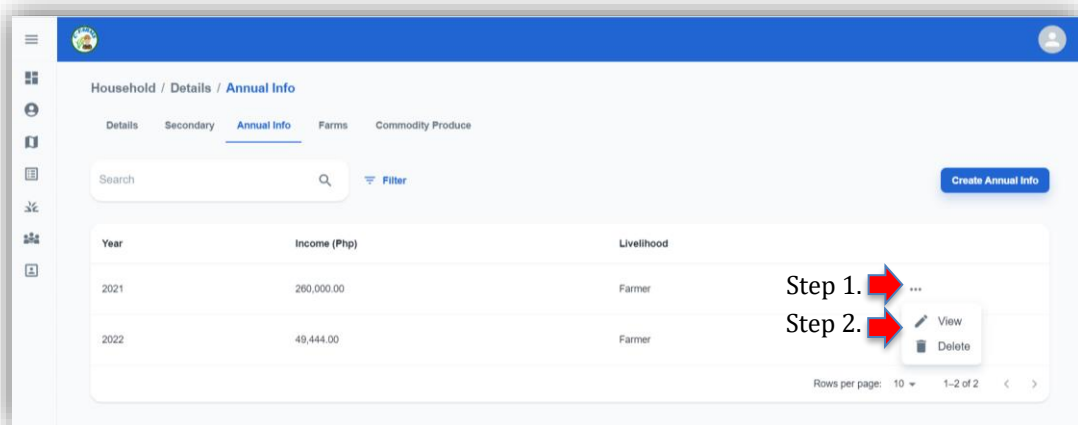 Household / Details / Annual Info
Details Secondary Annual Info Farms Commodity Produce
Search Filter Create Annual Info
Year Income (Php) Livelihood
2021 260,000.00 Farmer Step 1. ...
Step 2. View
2022 49,444.00 Farmer Delete
Rows per page: 10 1–2 of 2